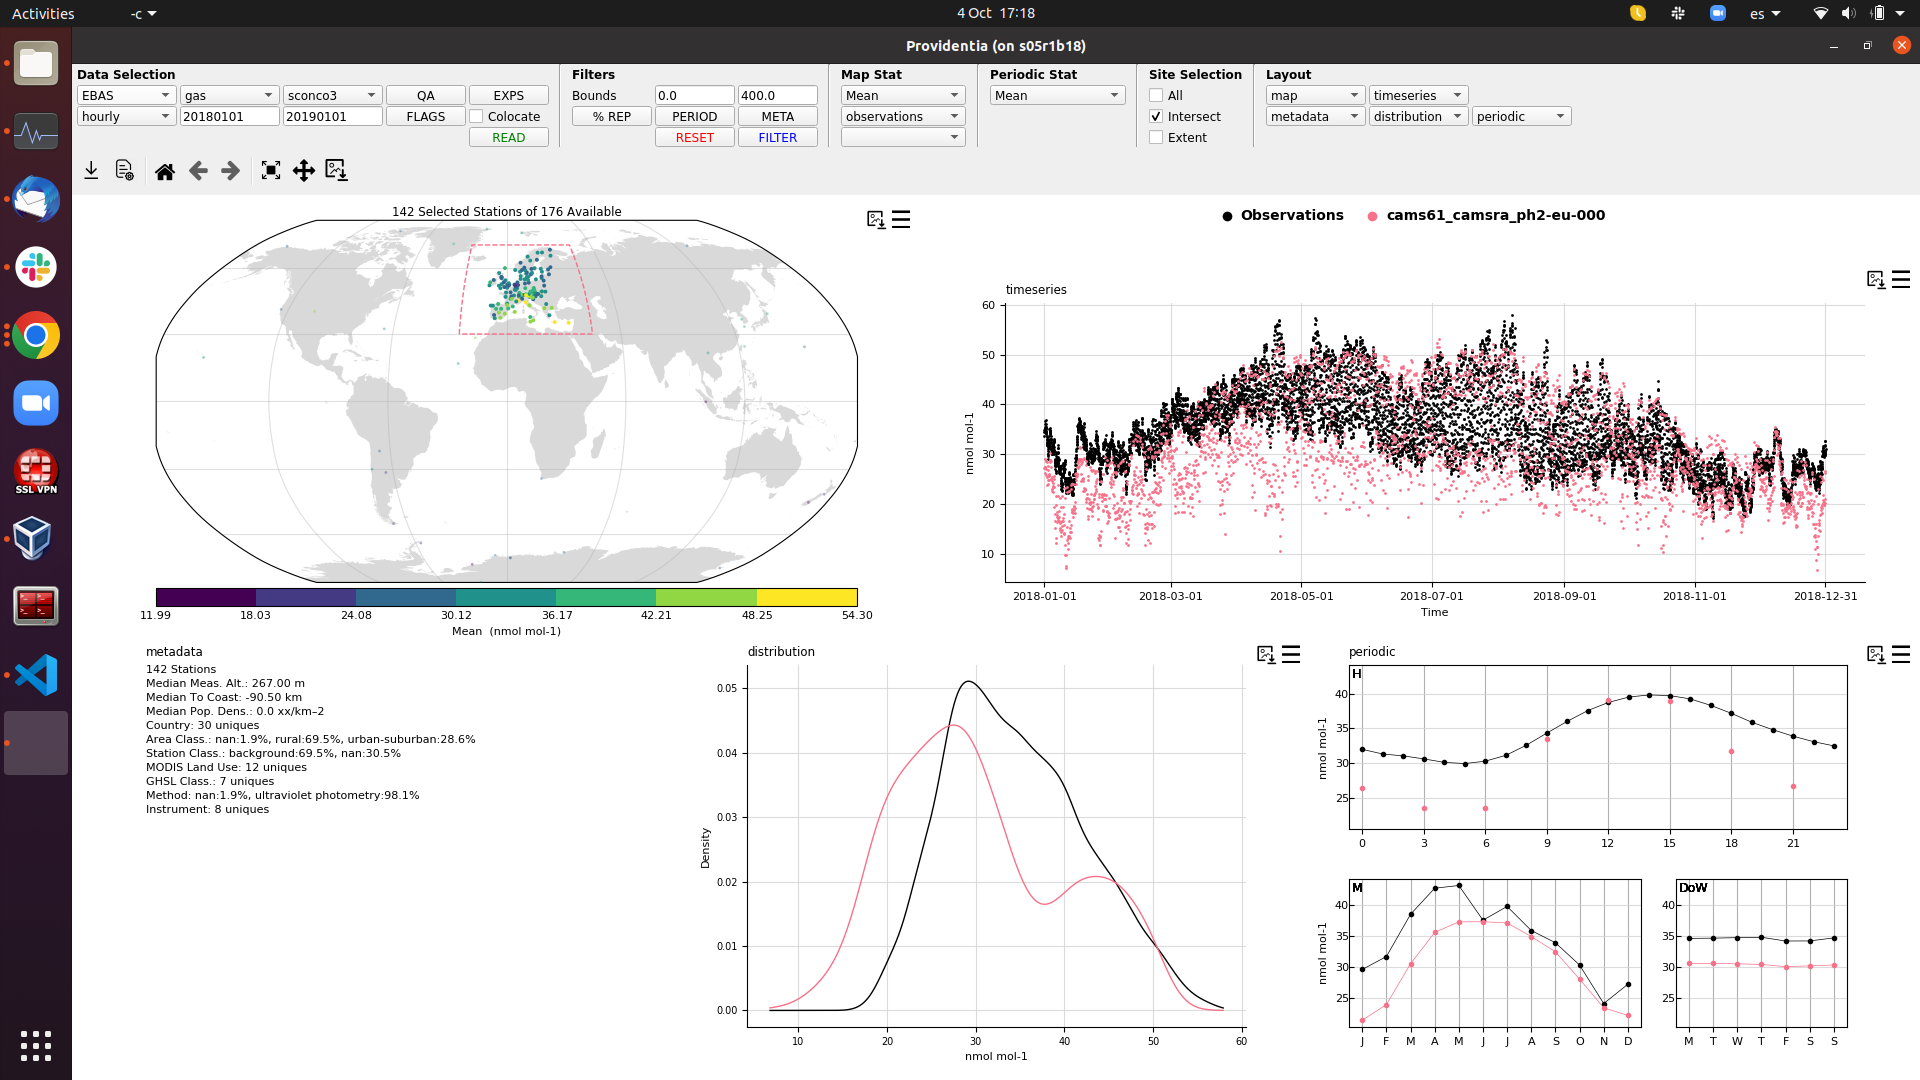 Activities
-c
4 Oct 17:18
es
Providentia (on s05r1b18)
Data Selection
EBAS gas sconco3 QA EXPS
hourly 20180101 20190101 FLAGS Colocate
READ
Filters
Bounds 0.0 400.0
% REP PERIOD META
RESET FILTER
Map Stat
Mean
observations
Periodic Stat
Mean
Site Selection
All
Intersect
Extent
Layout
map timeseries
metadata distribution periodic
SSL VPN
142 Selected Stations of 176 Available
11.99 18.03 24.08 30.12 36.17 42.21 48.25 54.30
Mean (nmol mol-1)
Observations cams61_camsra_ph2-eu-000
timeseries
60
50
40
30
20
10
nmol mol-1
2018-01-01 2018-03-01 2018-05-01 2018-07-01 2018-09-01 2018-11-01 2018-12-31
Time
metadata
142 Stations
Median Meas. Alt.: 267.00 m
Median To Coast: -90.50 km
Median Pop. Dens.: 0.0 xx/km–2
Country: 30 uniques
Area Class.: nan:1.9%, rural:69.5%, urban-suburban:28.6%
Station Class.: background:69.5%, nan:30.5%
MODIS Land Use: 12 uniques
GHSL Class.: 7 uniques
Method: nan:1.9%, ultraviolet photometry:98.1%
Instrument: 8 uniques
distribution
0.05
0.04
0.03
0.02
0.01
0.00
Density
10 20 30 40 50 60
nmol mol-1
periodic
H
40
35
30
25
nmol mol-1
0 3 6 9 12 15 18 21
M
40
35
30
25
nmol mol-1
J F M A M J J A S O N D
DoW
40
35
30
25
M T W T F S S